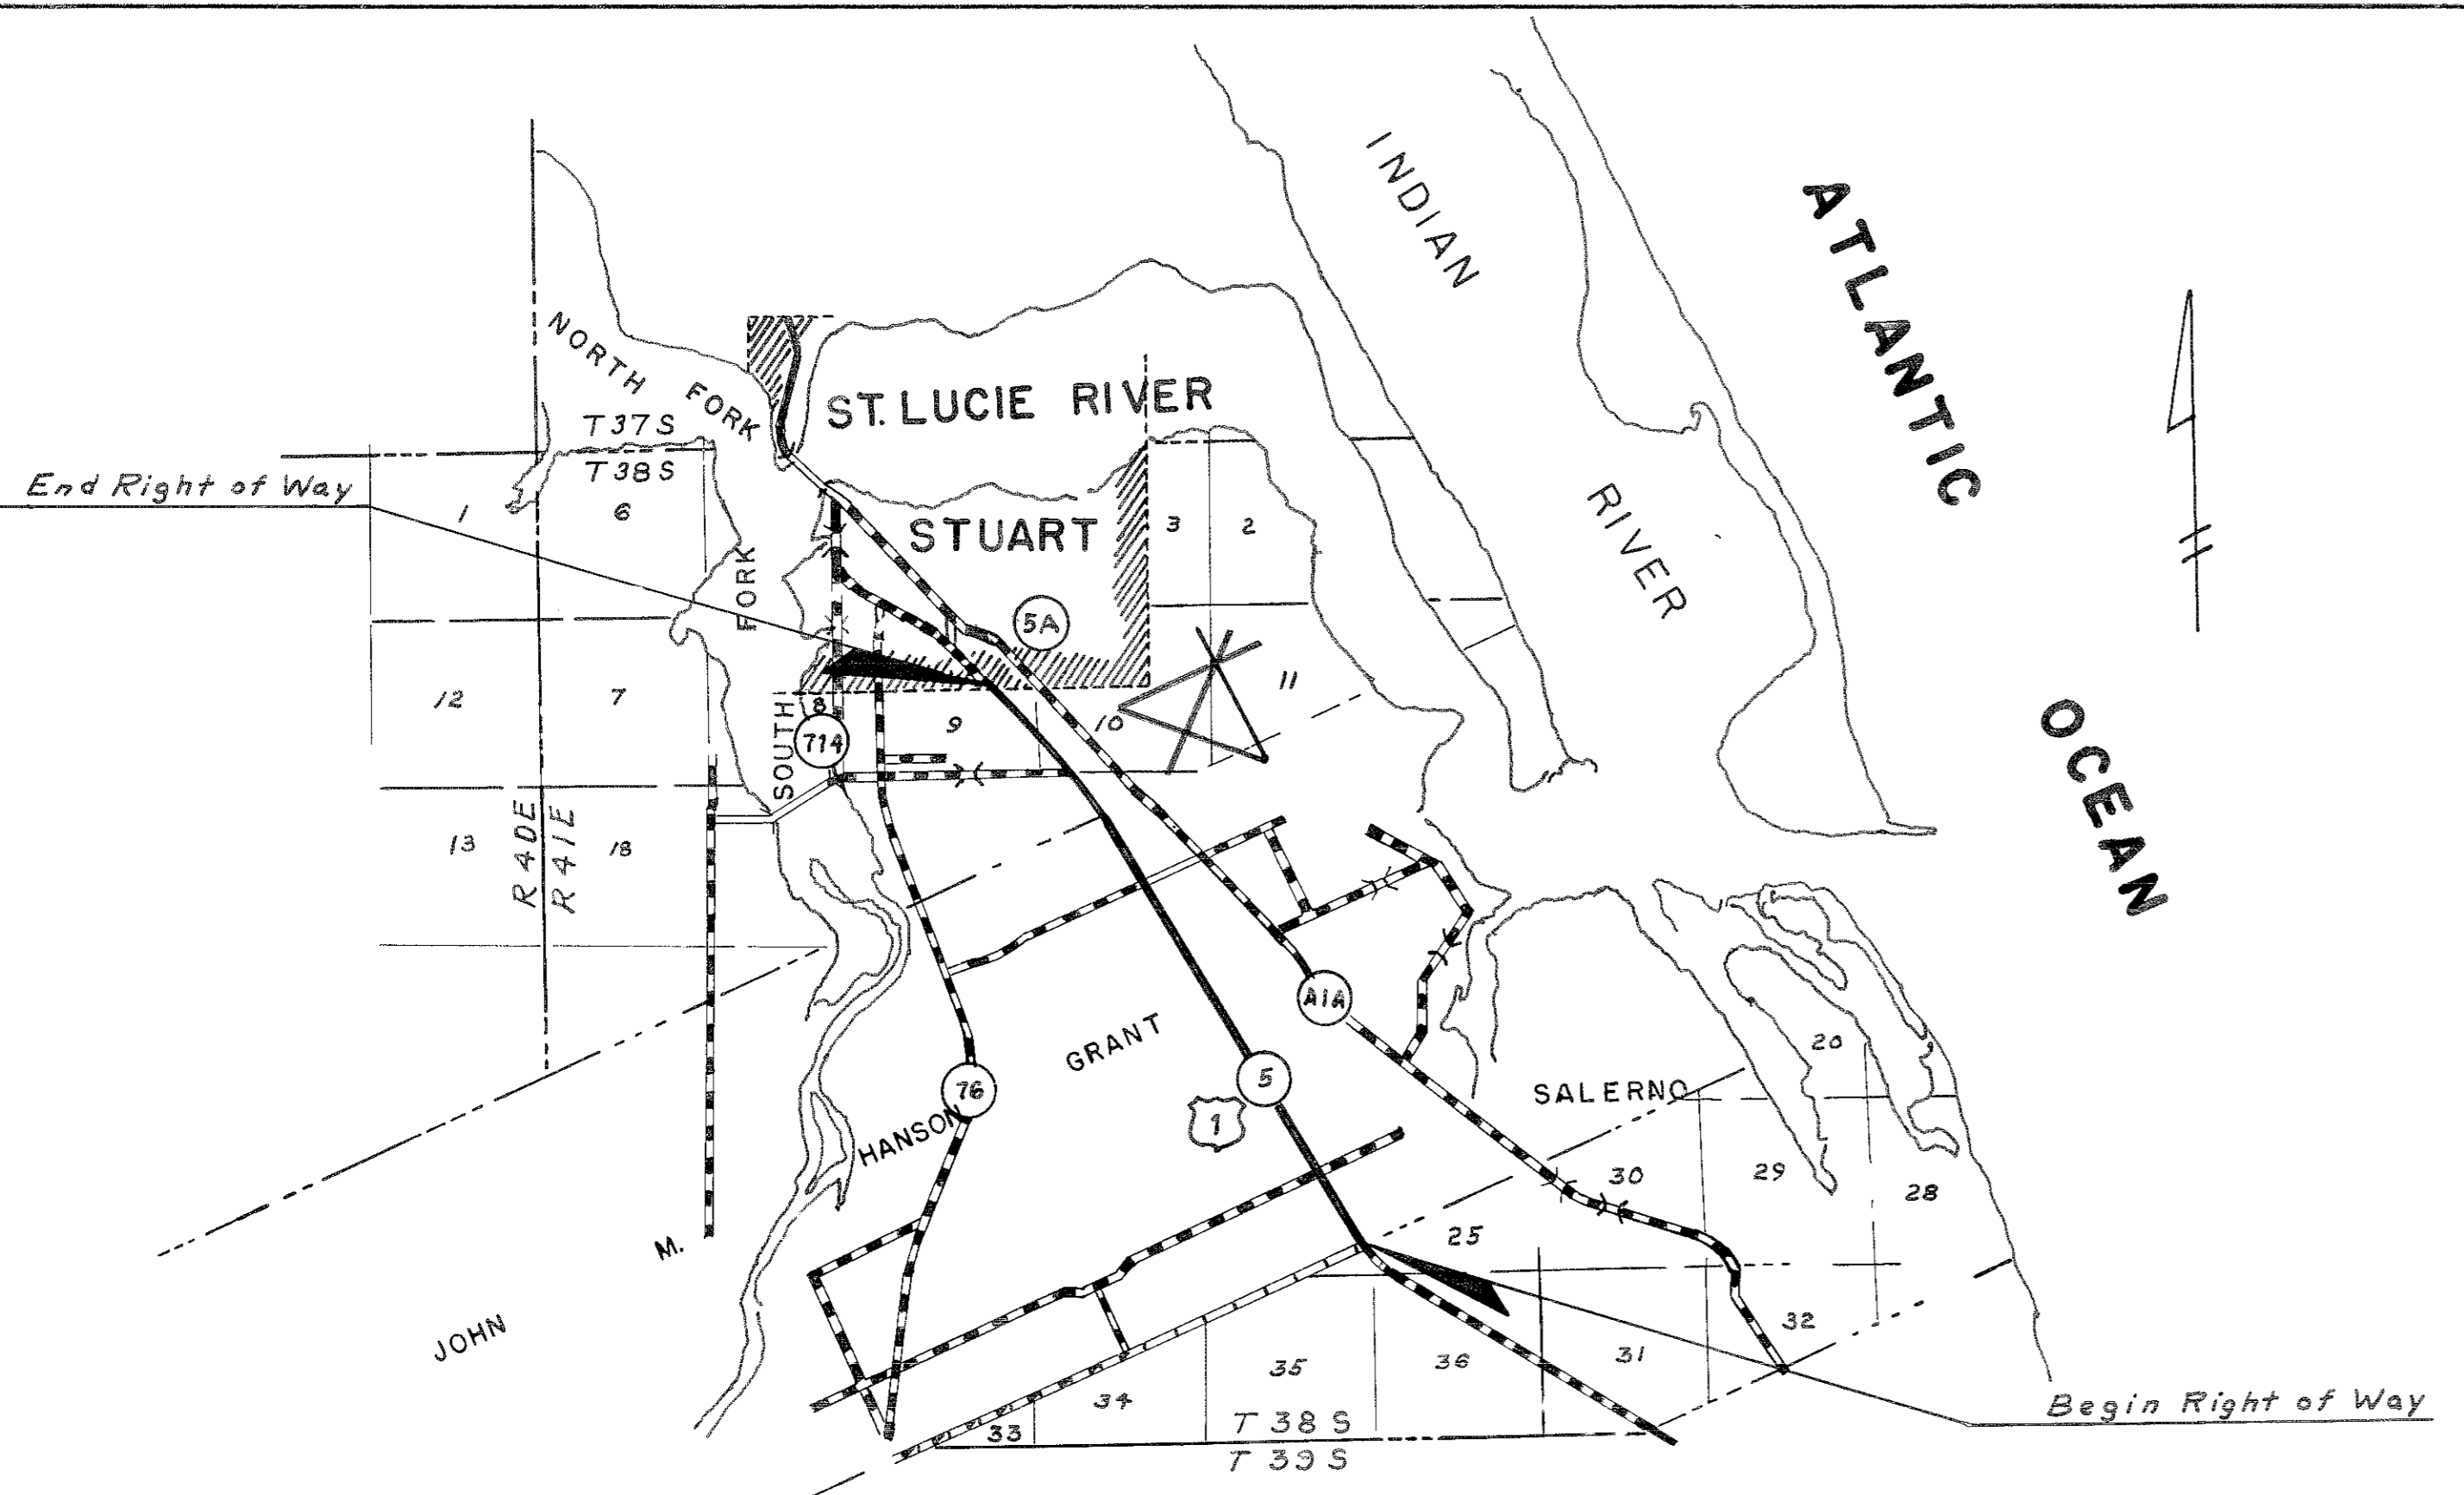 INDIAN
RIVER
ATLANTIC
OCEAN
NORTH FORK
ST. LUCIE RIVER
T37S
T38S
End Right of Way
1
6
STUART
3
2
FORK
SOUTH
5A
12
7
8
9
10
11
714
13
18
R4DE
R41E
A1A
GRANT
5
1
76
HANSON
SALERNO
20
30
29
28
M.
25
JOHN
32
31
36
35
34
33
T 38 S
T 39 S
Begin Right of Way